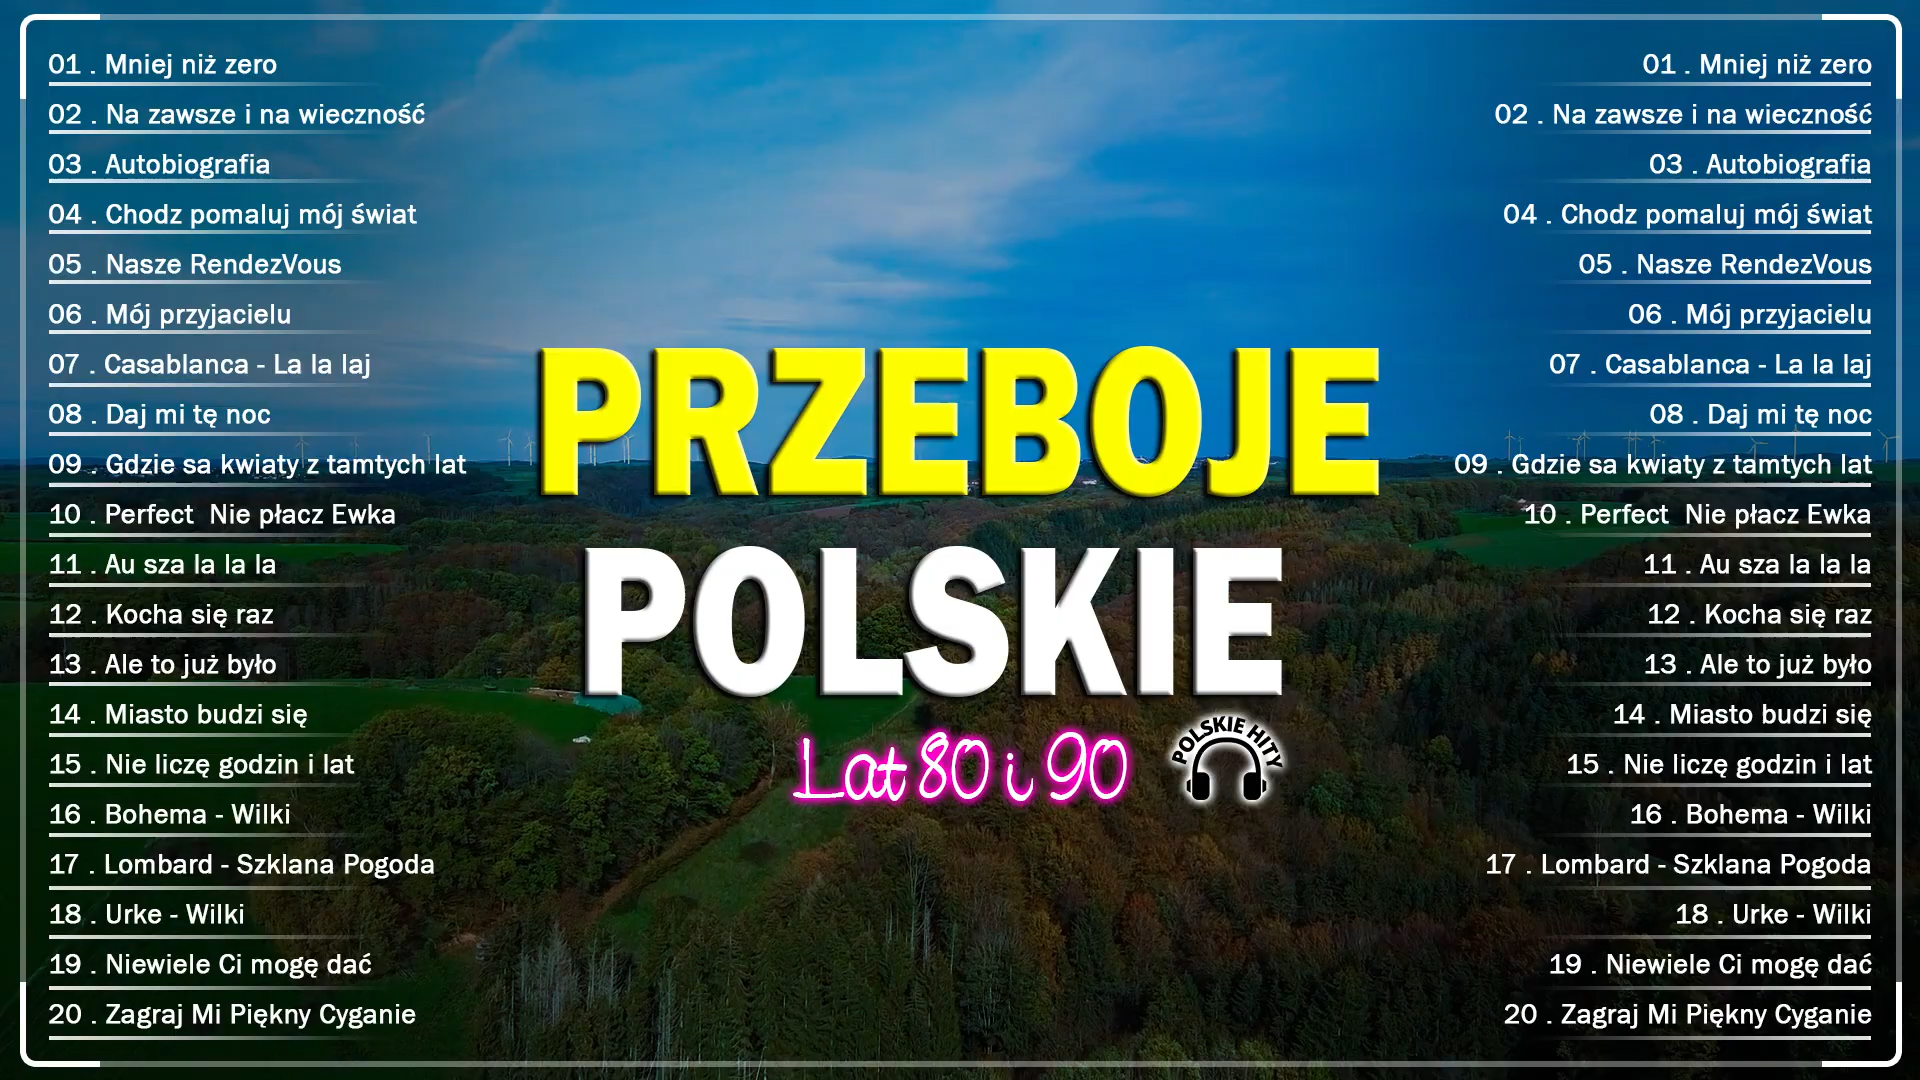 01 . Mniej niż zero
02 . Na zawsze i na wieczność
03 . Autobiografia
04 . Chodz pomaluj mój świat
05 . Nasze RendezVous
06 . Mój przyjacielu
07 . Casablanca - La la laj
08 . Daj mi tę noc
09 . Gdzie sa kwiaty z tamtych lat
10 . Perfect  Nie płacz Ewka
11 . Au sza la la la
12 . Kocha się raz
13 . Ale to już było
14 . Miasto budzi się
15 . Nie liczę godzin i lat
16 . Bohema - Wilki
17 . Lombard - Szklana Pogoda
18 . Urke - Wilki
19 . Niewiele Ci mogę dać
20 . Zagraj Mi Piękny Cyganie
PRZEBOJE
POLSKIE
Lat 80 i 90
POLSKIE HITY
01 . Mniej niż zero
02 . Na zawsze i na wieczność
03 . Autobiografia
04 . Chodz pomaluj mój świat
05 . Nasze RendezVous
06 . Mój przyjacielu
07 . Casablanca - La la laj
08 . Daj mi tę noc
09 . Gdzie sa kwiaty z tamtych lat
10 . Perfect  Nie płacz Ewka
11 . Au sza la la la
12 . Kocha się raz
13 . Ale to już było
14 . Miasto budzi się
15 . Nie liczę godzin i lat
16 . Bohema - Wilki
17 . Lombard - Szklana Pogoda
18 . Urke - Wilki
19 . Niewiele Ci mogę dać
20 . Zagraj Mi Piękny Cyganie